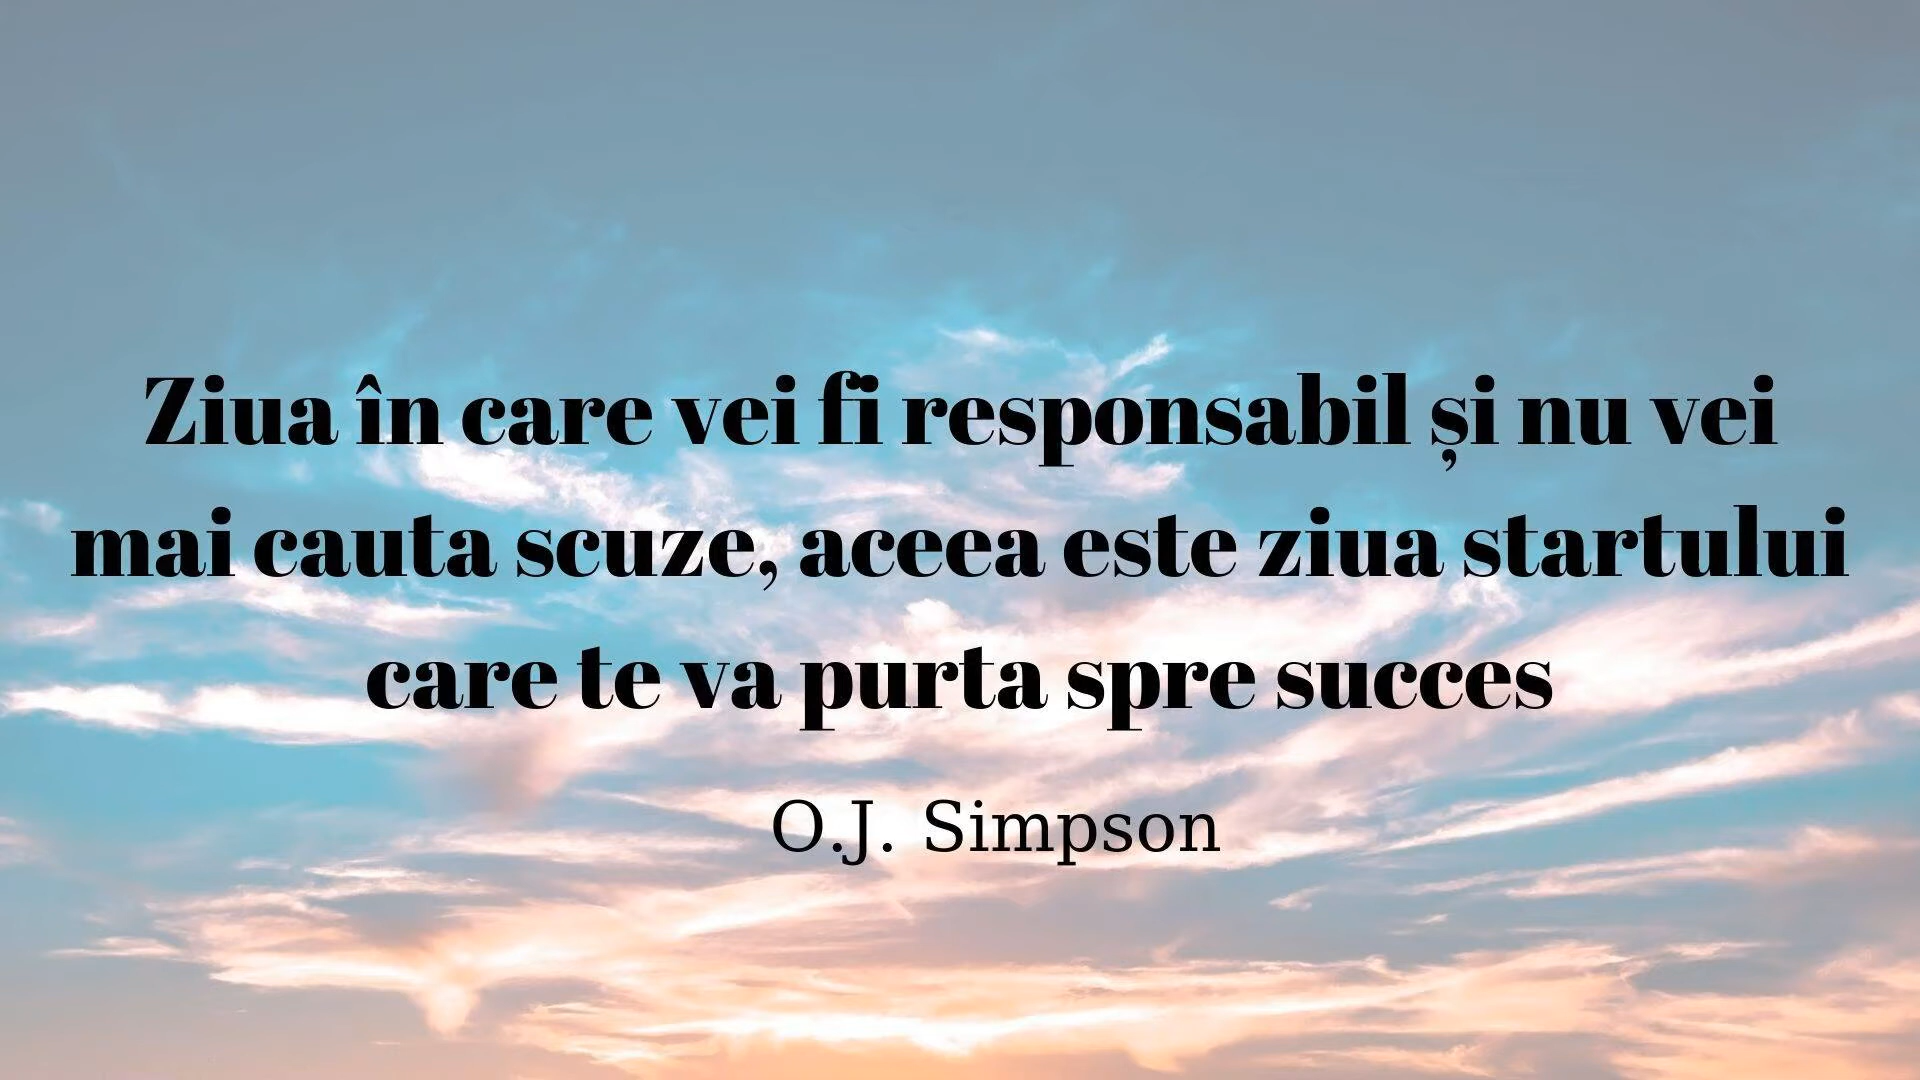 Ziua în care vei fi responsabil și nu vei
mai cauta scuze, aceea este ziua startului
care te va purta spre succes
O.J. Simpson